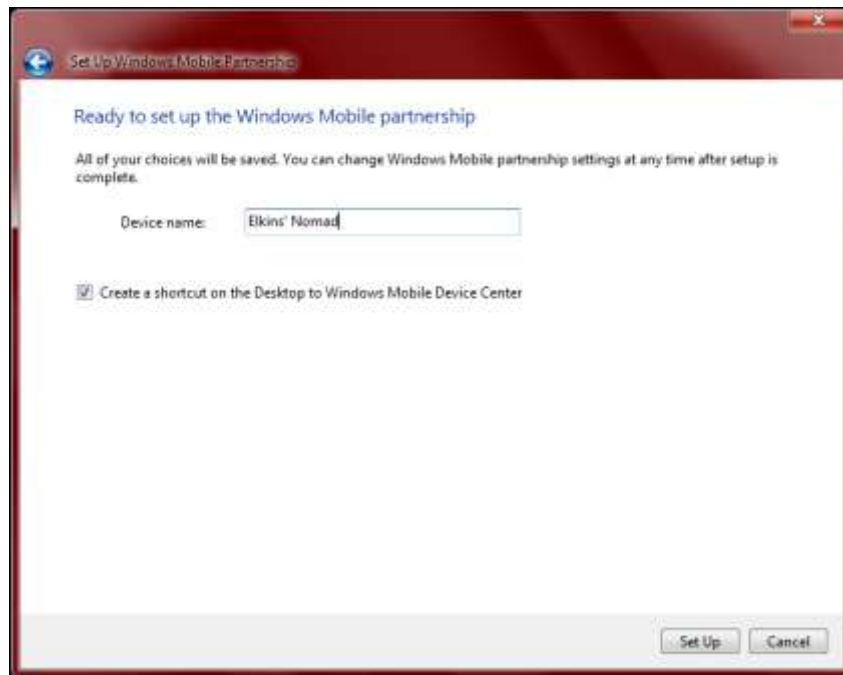 Set Up Windows Mobile Partnership
Ready to set up the Windows Mobile partnership
All of your choices will be saved. You can change Windows Mobile partnership settings at any time after setup is
complete.
Device name: Elkins' Nomad
Create a shortcut on the Desktop to Windows Mobile Device Center
Set Up Cancel